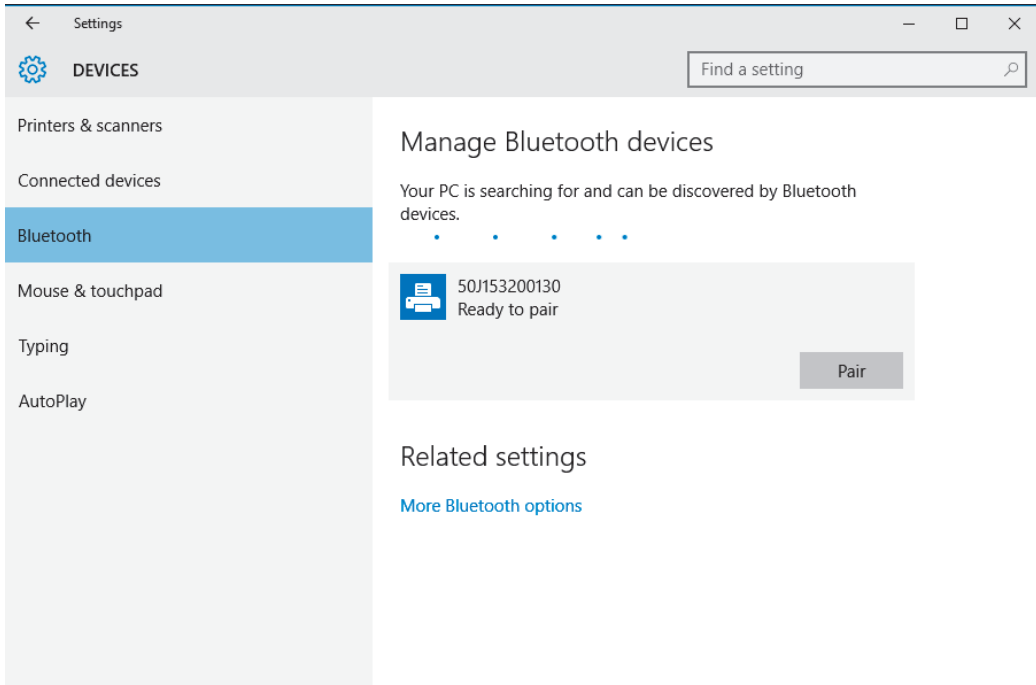 Settings
DEVICES
Find a setting
Printers & scanners
Connected devices
Bluetooth
Mouse & touchpad
Typing
AutoPlay
Manage Bluetooth devices
Your PC is searching for and can be discovered by Bluetooth
devices.
50J153200130
Ready to pair
Pair
Related settings
More Bluetooth options